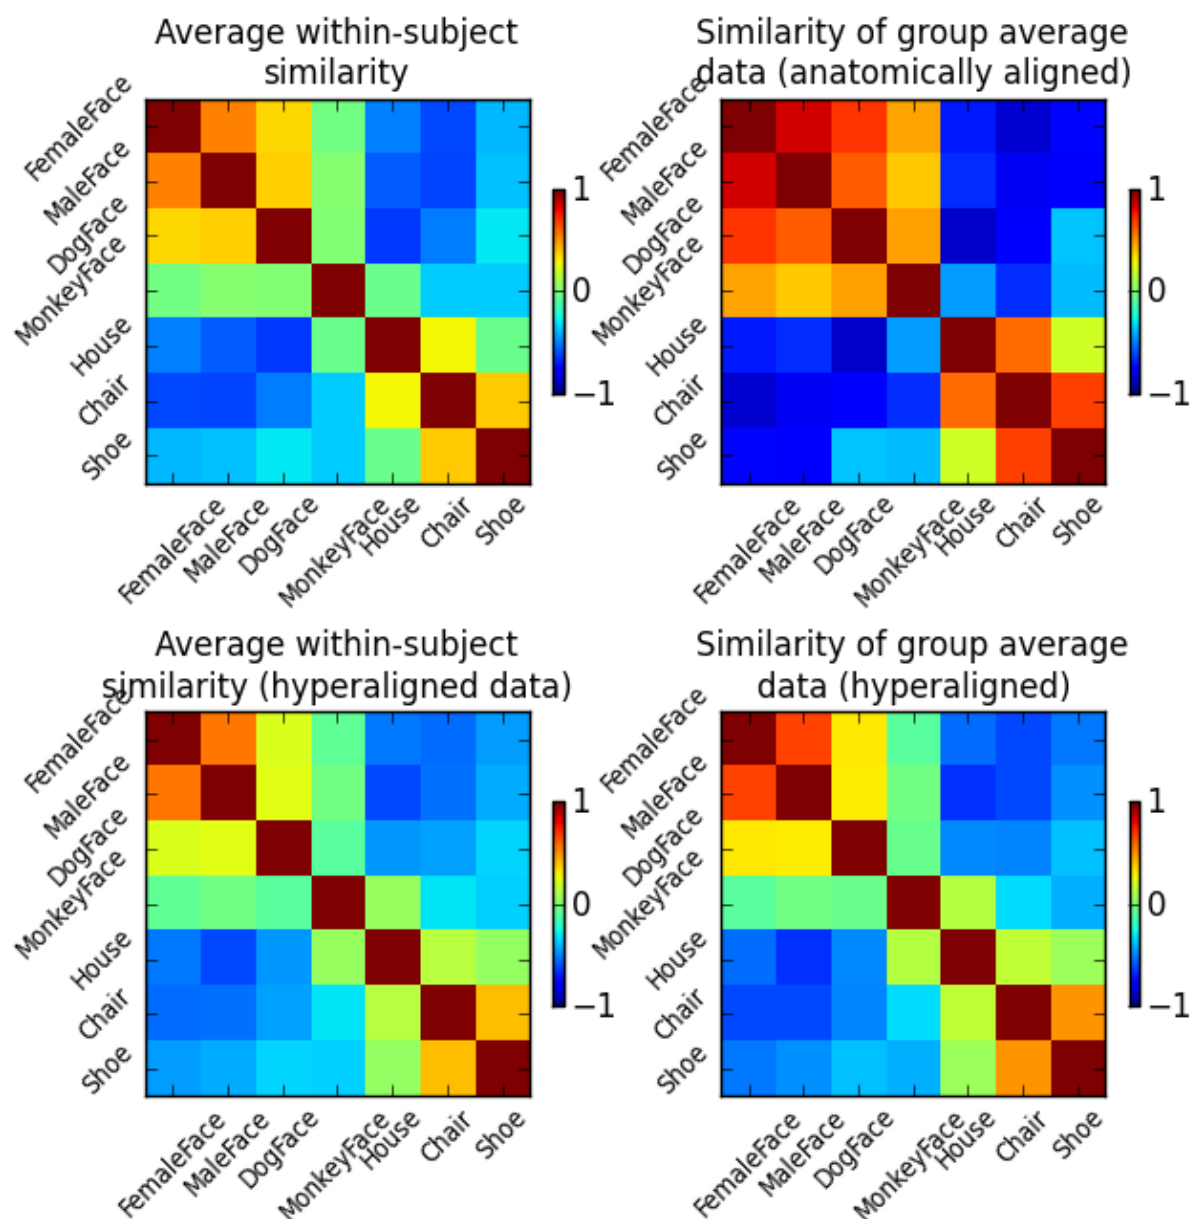 Average within-subject
similarity
FemaleFace
MaleFace
DogFace
MonkeyFace
House
Chair
Shoe
1
0
−1
FemaleFace
MaleFace
DogFace
MonkeyFace
House
Chair
Shoe
Similarity of group average
data (anatomically aligned)
FemaleFace
MaleFace
DogFace
MonkeyFace
House
Chair
Shoe
1
0
−1
FemaleFace
MaleFace
DogFace
MonkeyFace
House
Chair
Shoe
Average within-subject
similarity (hyperaligned data)
FemaleFace
MaleFace
DogFace
MonkeyFace
House
Chair
Shoe
1
0
−1
FemaleFace
MaleFace
DogFace
MonkeyFace
House
Chair
Shoe
Similarity of group average
data (hyperaligned)
FemaleFace
MaleFace
DogFace
MonkeyFace
House
Chair
Shoe
1
0
−1
FemaleFace
MaleFace
DogFace
MonkeyFace
House
Chair
Shoe